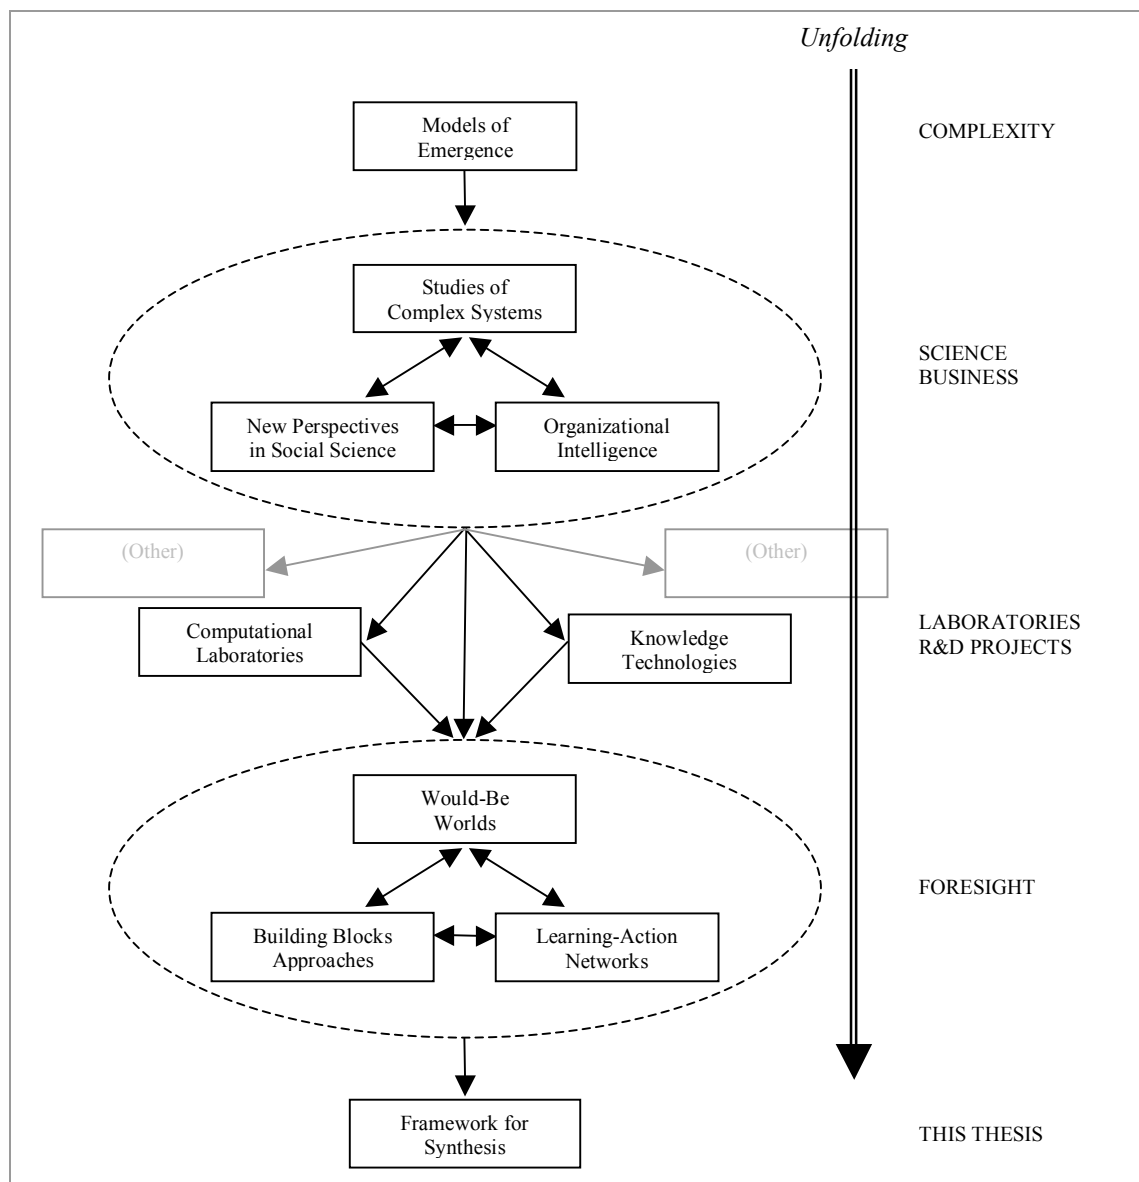 Unfolding
Models of
Emergence
COMPLEXITY
Studies of
Complex Systems
SCIENCE
BUSINESS
New Perspectives
in Social Science
Organizational
Intelligence
(Other)
(Other)
Computational
Laboratories
Knowledge
Technologies
LABORATORIES
R&D PROJECTS
Would-Be
Worlds
FORESIGHT
Building Blocks
Approaches
Learning-Action
Networks
Framework for
Synthesis
THIS THESIS